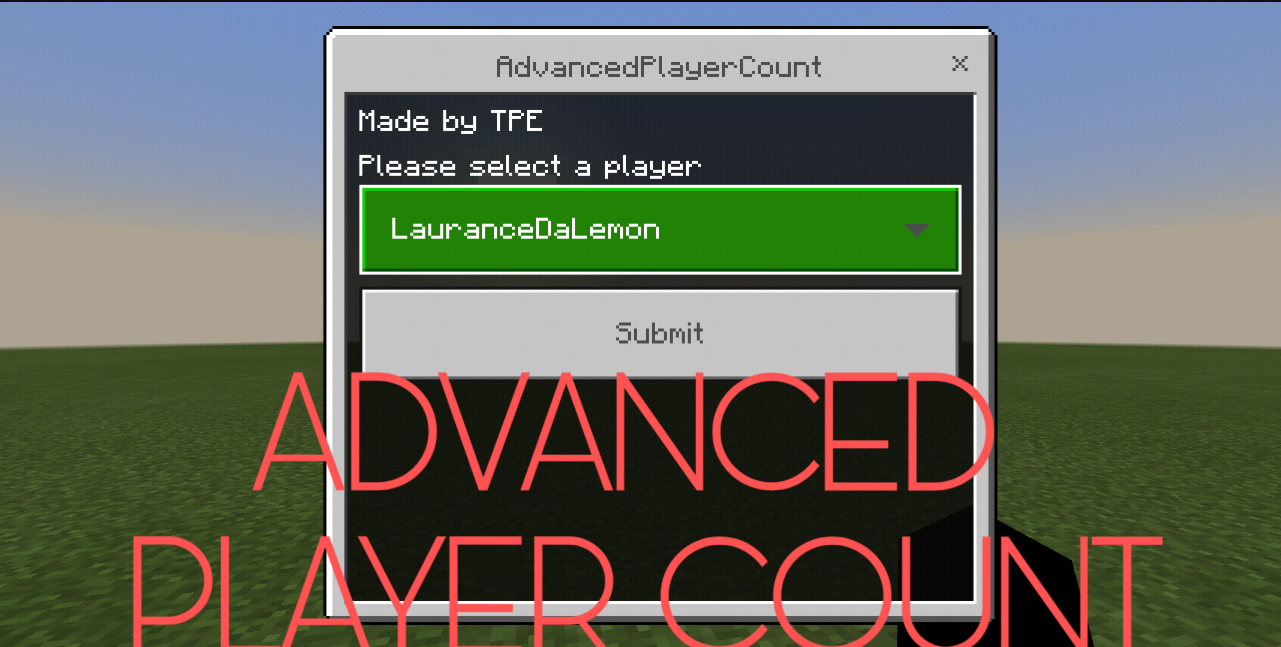 AdvancedPlayerCount
Made by TPE
Please select a player
LauranceDaLemon
Submit
ADVANCED
PLAYER COUNT